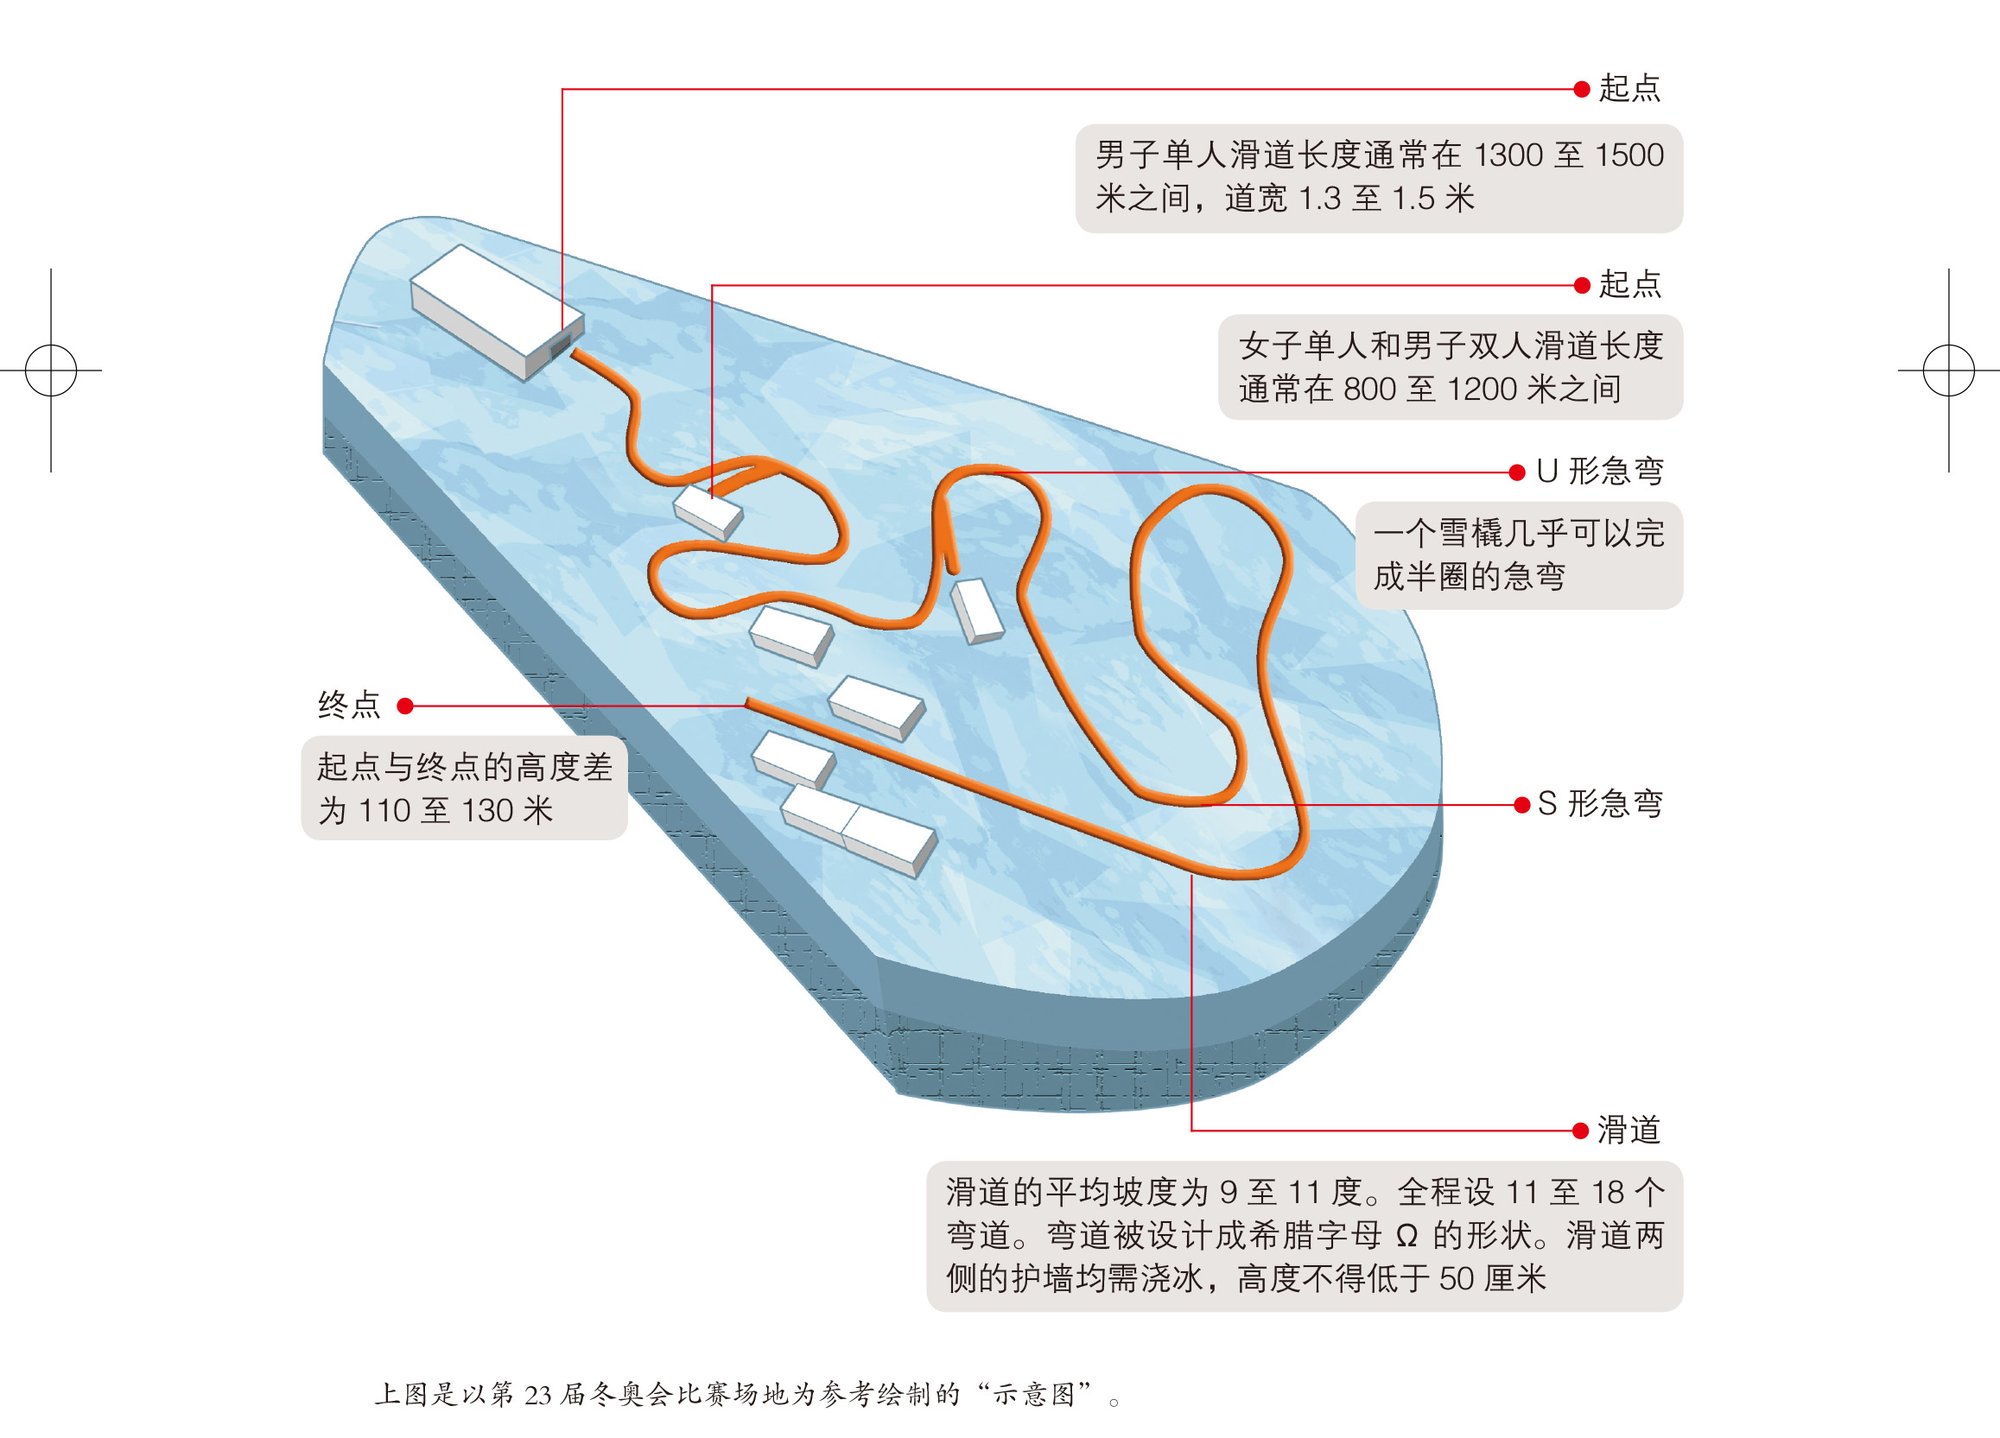 起点
男子单人滑道长度通常在 1300 至 1500
米之间，道宽 1.3 至 1.5 米
起点
女子单人和男子双人滑道长度
通常在 800 至 1200 米之间
U 形急弯
一个雪橇几乎可以完
成半圈的急弯
终点
起点与终点的高度差
为 110 至 130 米
S 形急弯
滑道
滑道的平均坡度为 9 至 11 度。全程设 11 至 18 个
弯道。弯道被设计成希腊字母 Ω 的形状。滑道两
侧的护墙均需浇冰，高度不得低于 50 厘米
上图是以第 23 届冬奥会比赛场地为参考绘制的“示意图”。